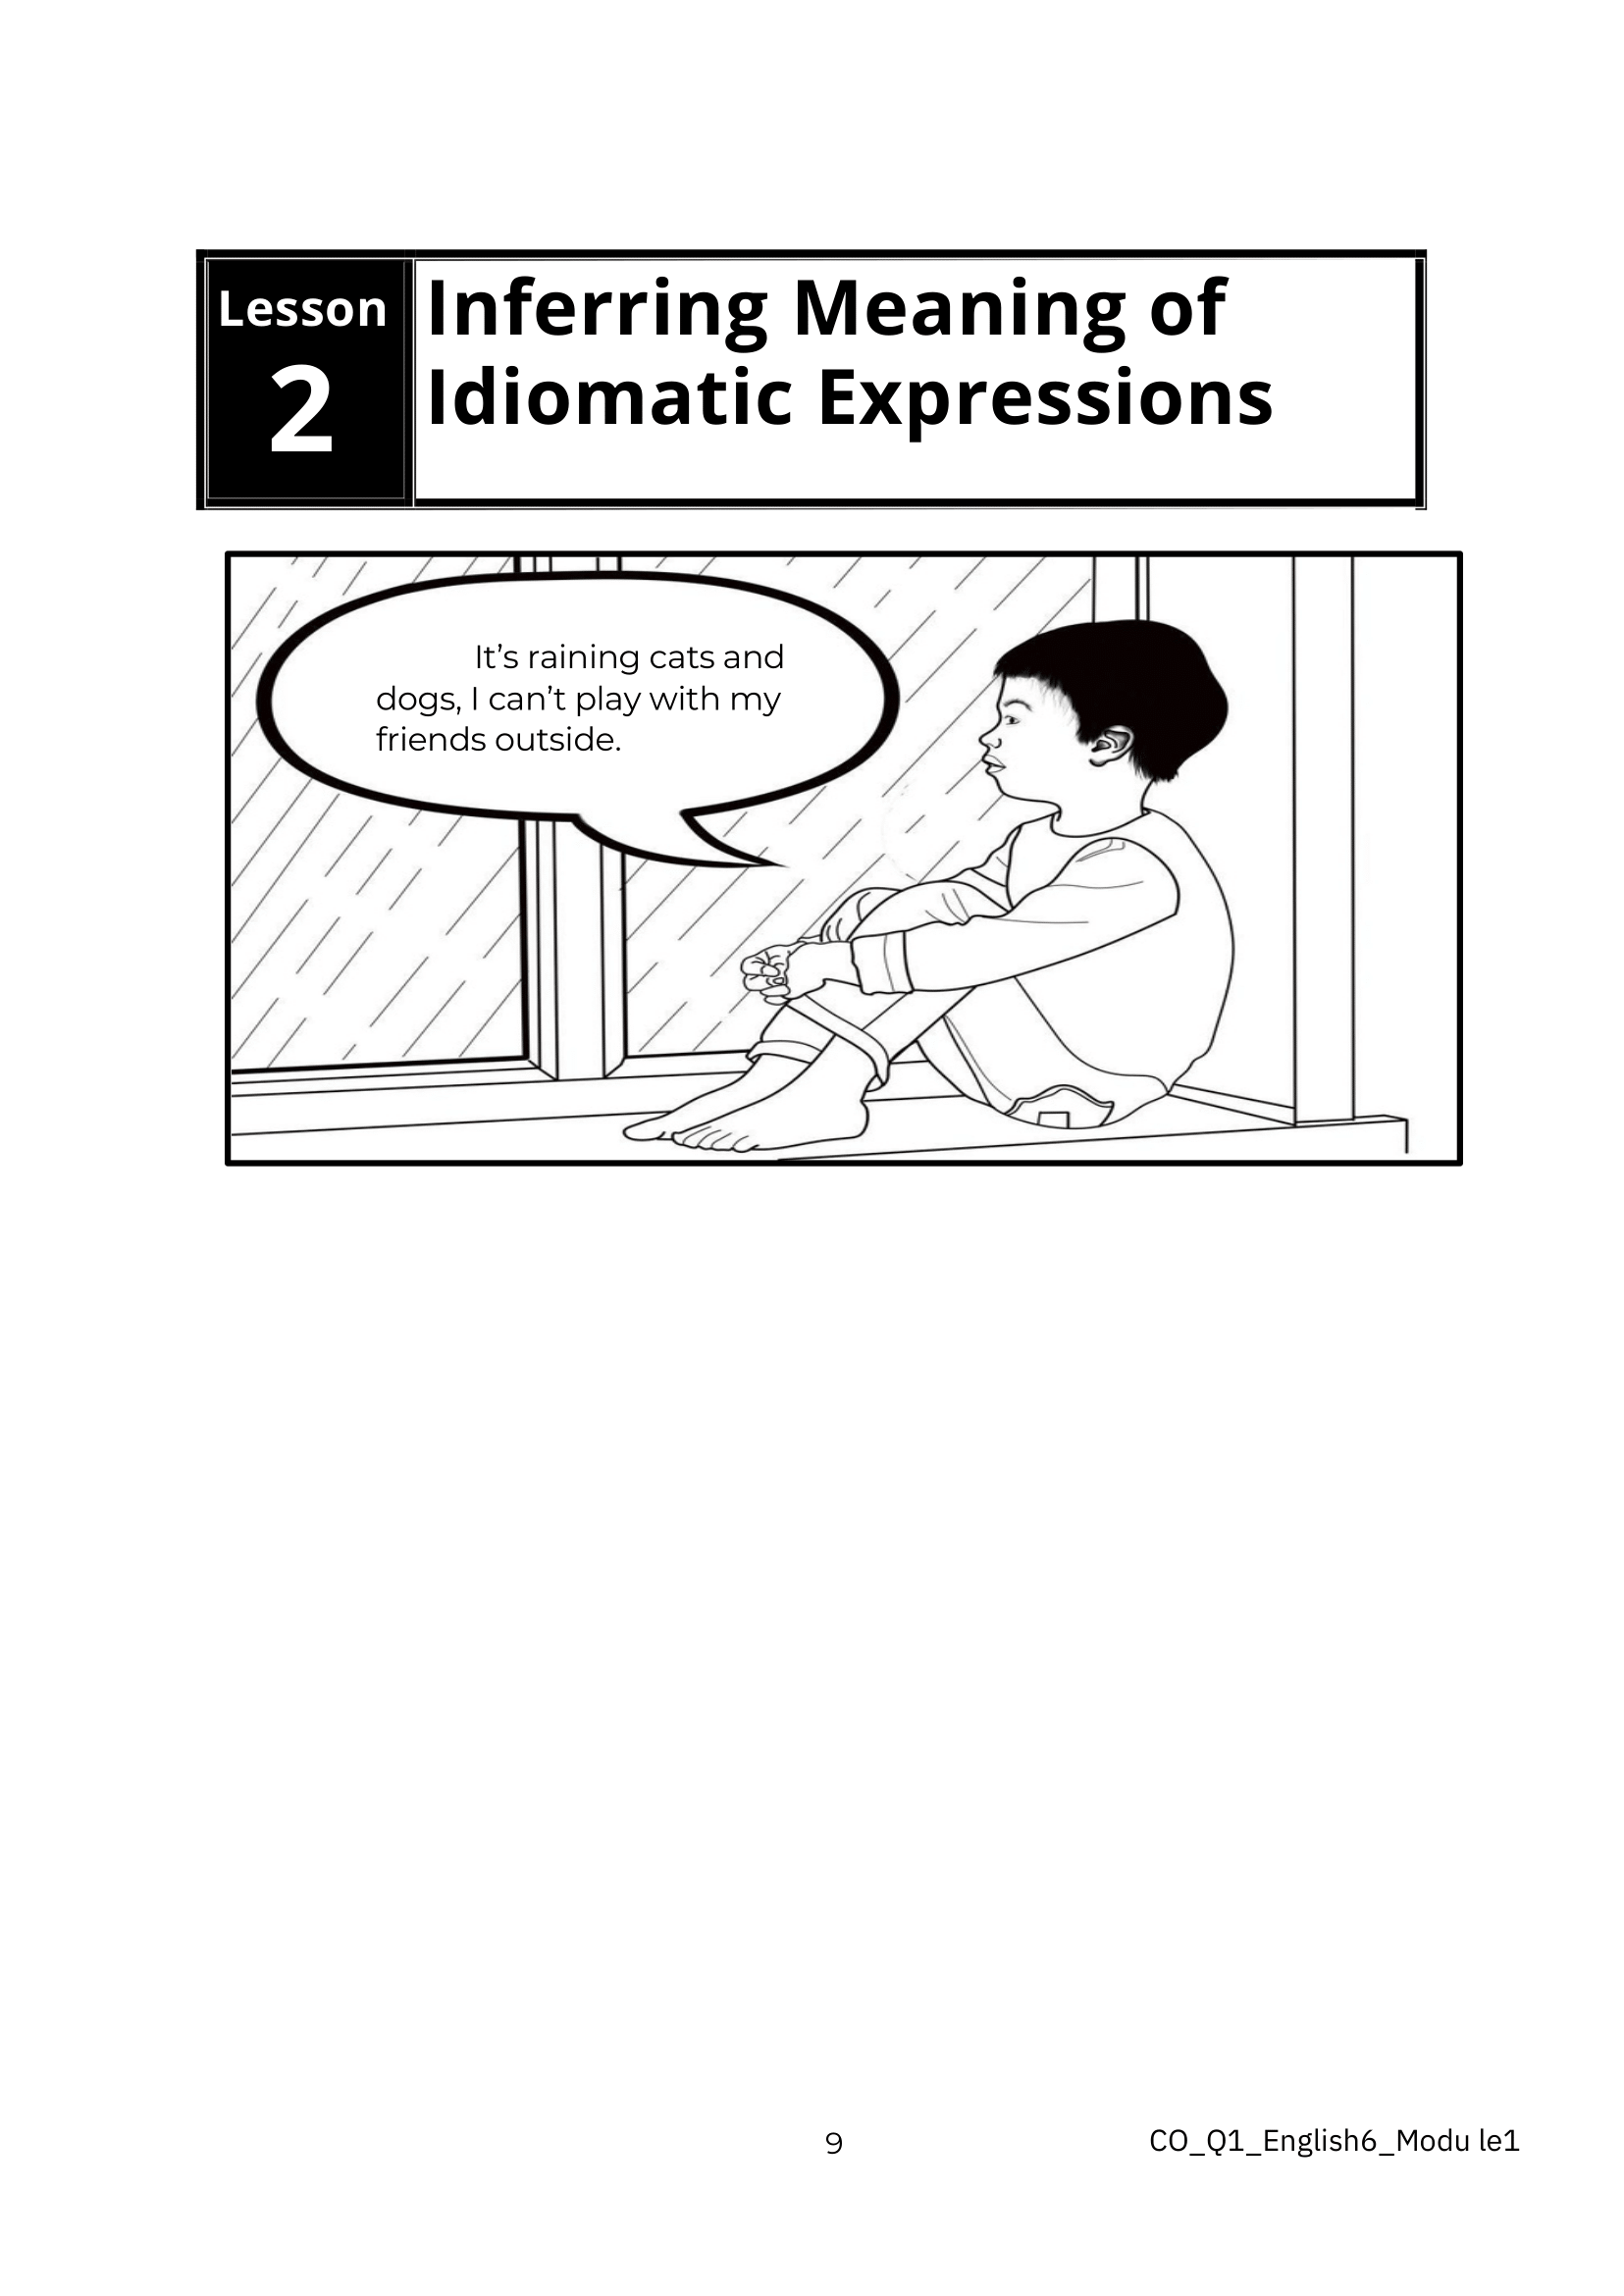 Lesson
2
Inferring Meaning of
Idiomatic Expressions
It’s raining cats and
dogs, I can’t play with my
friends outside.
9
CO_Q1_English6_Modu le1